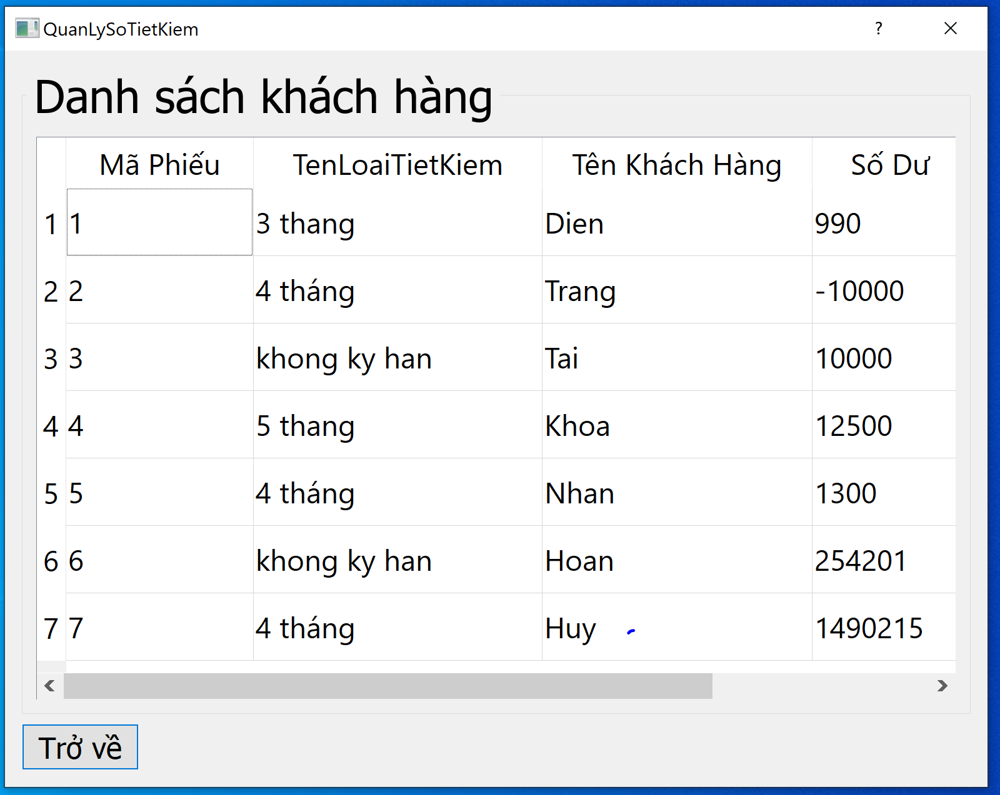 QuanLySoTietKiem ?
Danh sách khách hàng
Mã Phiếu TenLoaiTietKiem Tên Khách Hàng Số Dư
1 1 3 thang Dien 990
2 2 4 tháng Trang -10000
3 3 khong ky han Tai 10000
4 4 5 thang Khoa 12500
5 5 4 tháng Nhan 1300
6 6 khong ky han Hoan 254201
7 7 4 tháng Huy 1490215
Trở về